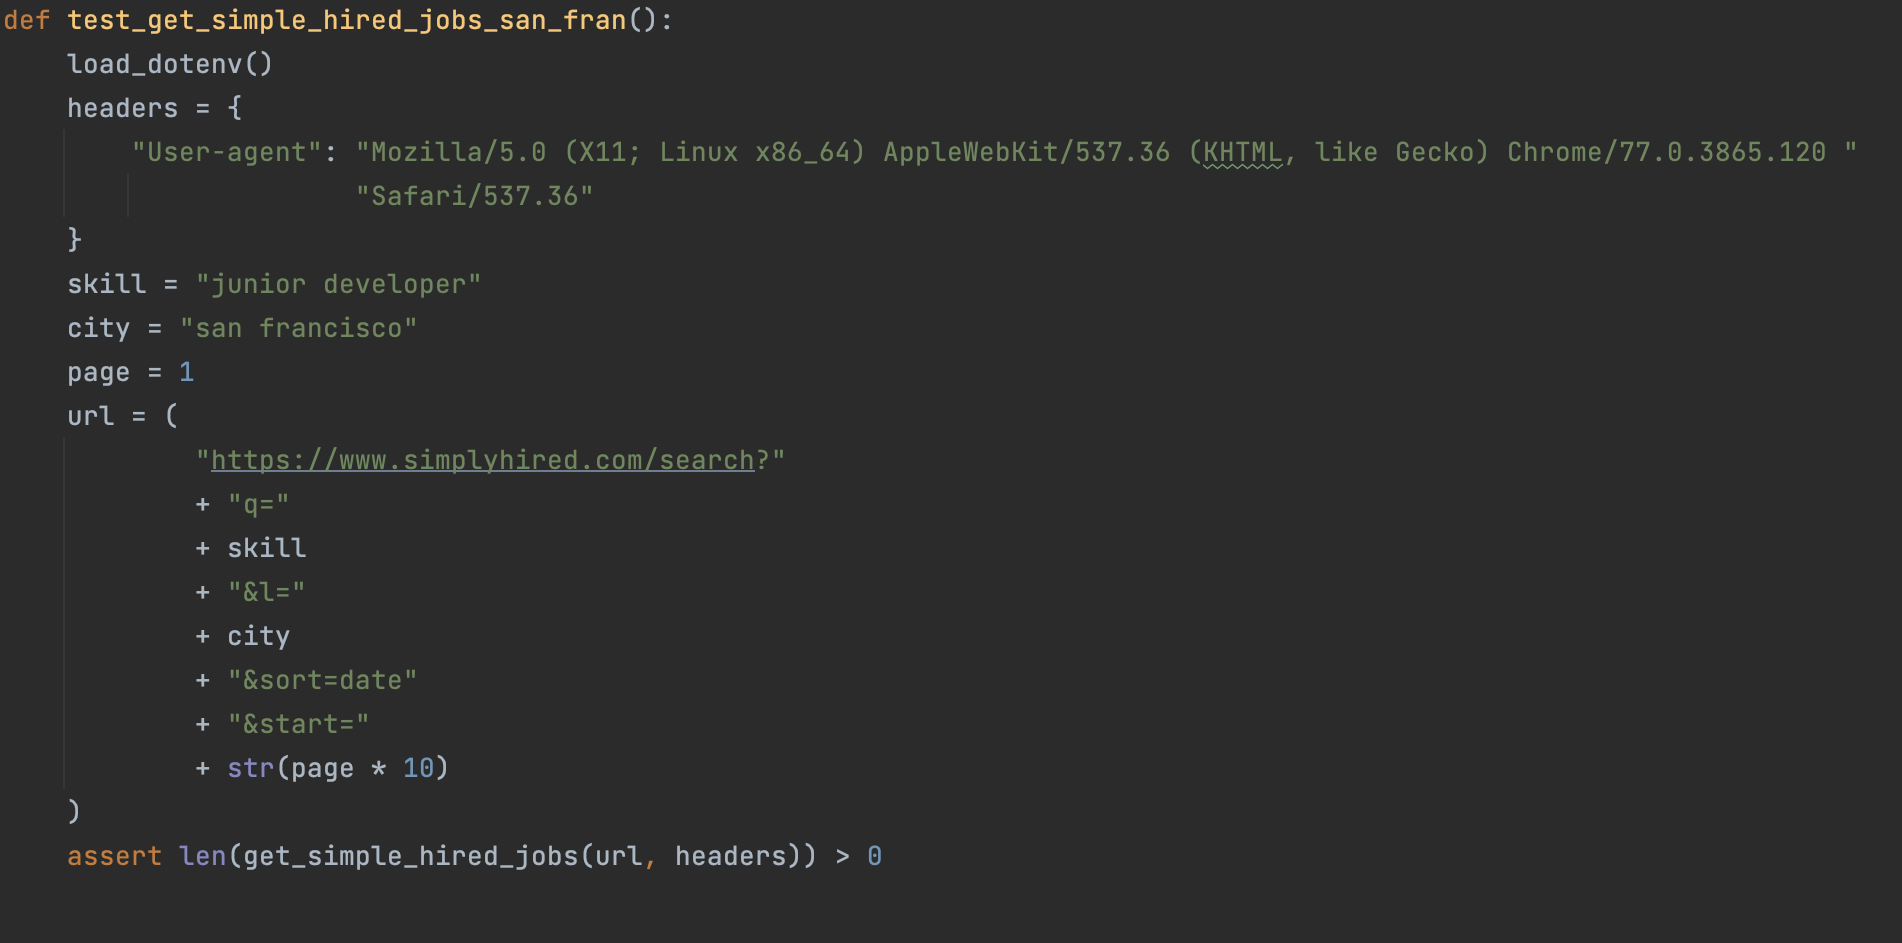 def test_get_simple_hired_jobs_san_fran():
    load_dotenv()
    headers = {
        "User-agent": "Mozilla/5.0 (X11; Linux x86_64) AppleWebKit/537.36 (KHTML, like Gecko) Chrome/77.0.3865.120 "
                      "Safari/537.36"
    }
    skill = "junior developer"
    city = "san francisco"
    page = 1
    url = (
            "https://www.simplyhired.com/search?"
            + "q="
            + skill
            + "&l="
            + city
            + "&sort=date"
            + "&start="
            + str(page * 10)
    )
    assert len(get_simple_hired_jobs(url, headers)) > 0